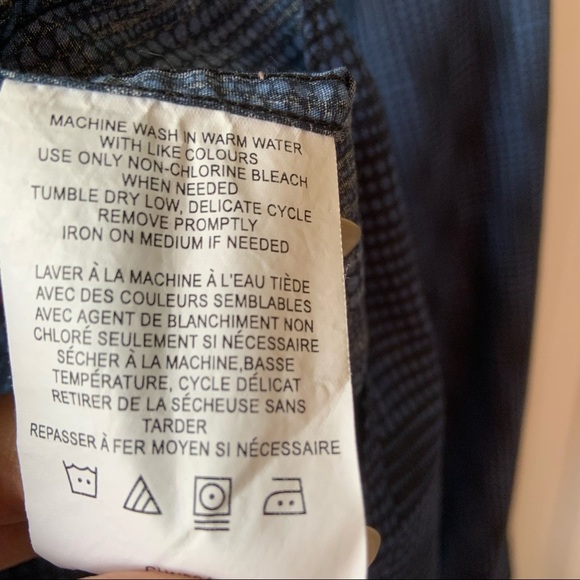 MACHINE WASH IN WARM WATER
WITH LIKE COLOURS
USE ONLY NON-CHLORINE BLEACH
WHEN NEEDED
TUMBLE DRY LOW, DELICATE CYCLE
REMOVE PROMPTLY
IRON ON MEDIUM IF NEEDED
LAVER À LA MACHINE À L'EAU TIÈDE
AVEC DES COULEURS SEMBLABLES
AVEC AGENT DE BLANCHIMENT NON
CHLORÉ SEULEMENT SI NÉCESSAIRE
SÉCHER À LA MACHINE,BASSE
TEMPÉRATURE, CYCLE DÉLICAT
RETIRER DE LA SÉCHEUSE SANS
TARDER
REPASSER À FER MOYEN SI NÉCESSAIRE